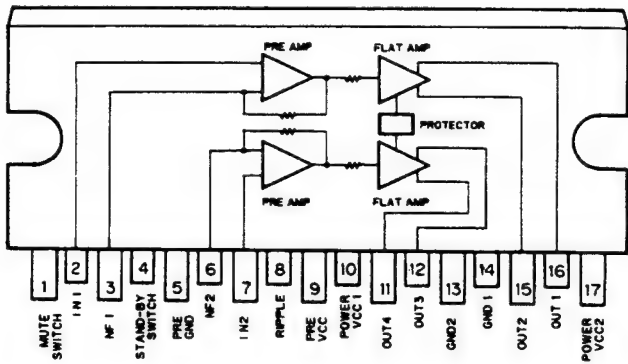 PRE AMP
FLAT AMP
PROTECTOR
PRE AMP
FLAT AMP
1
2
3
4
5
6
7
8
9
10
11
12
13
14
15
16
17
MUTE
SWITCH
IN 1
NF 1
STAND-BY
SWITCH
PRE
GND
NF2
IN2
RIPPLE
PRE
VCC
POWER
VCC 1
OUT4
OUT3
GND2
GND 1
OUT2
OUT 1
POWER
VCC2